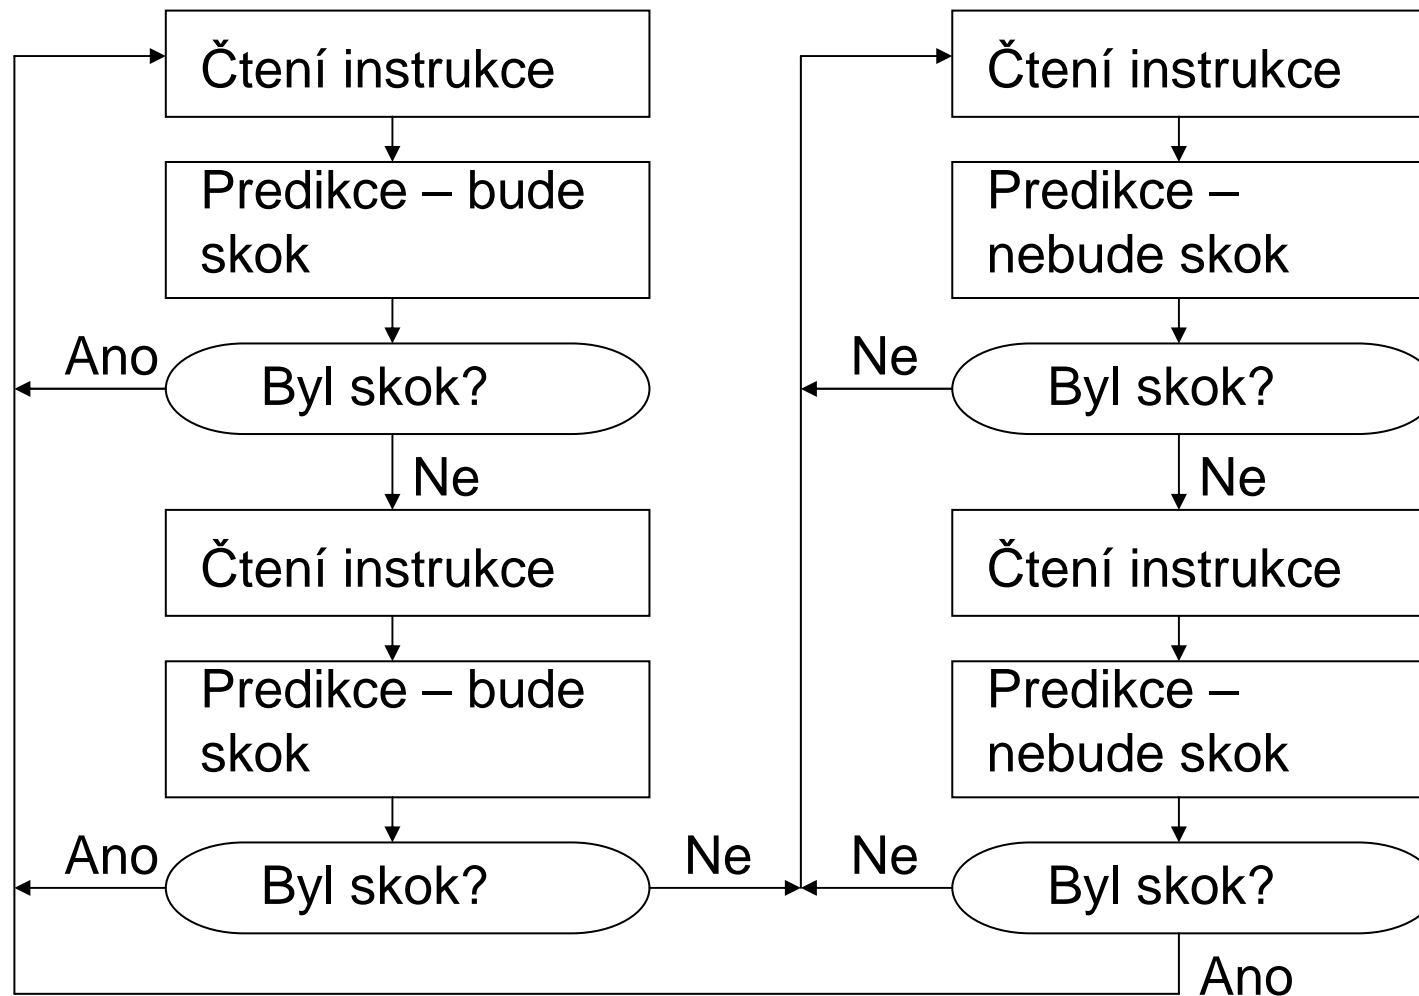 Čtení instrukce
Predikce – bude
skok
Ano
Byl skok?
Ne
Čtení instrukce
Predikce – bude
skok
Ano
Byl skok?
Ne
Čtení instrukce
Predikce –
nebude skok
Ne
Byl skok?
Ne
Čtení instrukce
Predikce –
nebude skok
Ne
Byl skok?
Ano